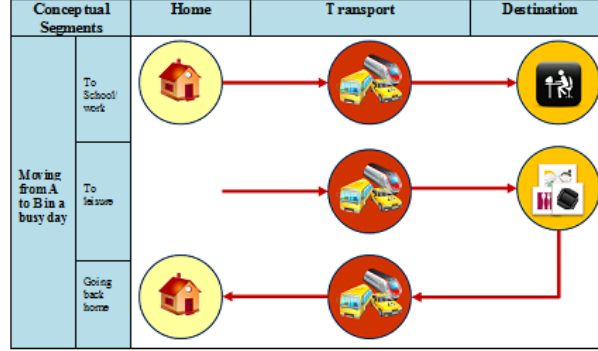 Conceptual
Segments
Home
Transport
Destination
Moving
from A
to B in a
busy day
To
School/
work
To
leisure
Going
back
home